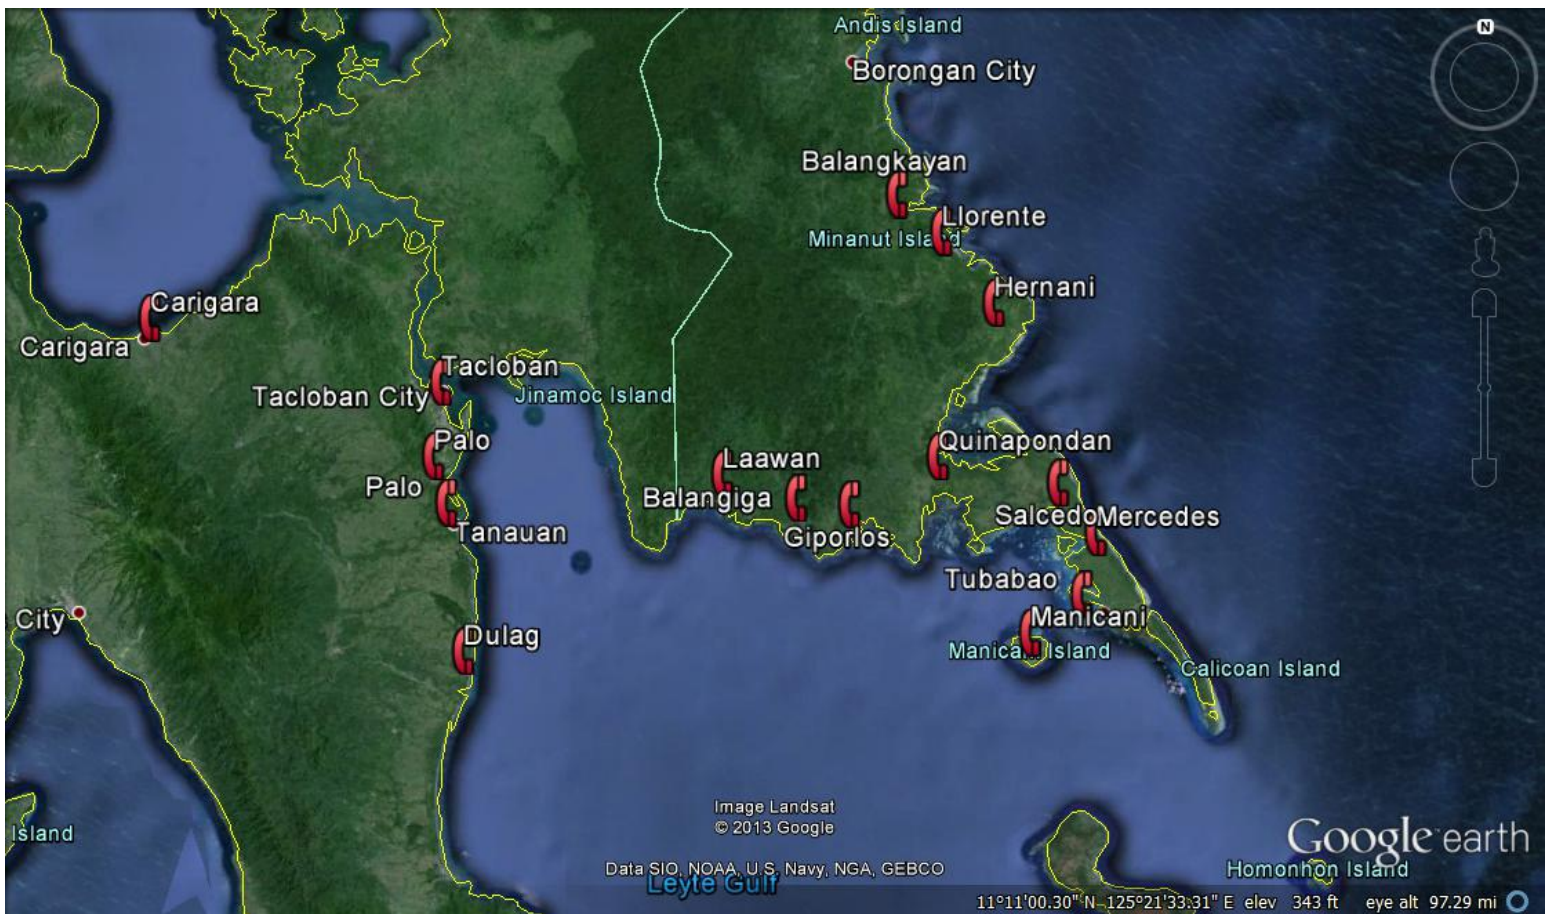 Andis Island
Borongan City
N
Balangkayan
Llorente
Minanut Island
Hernani
Carigara
Carigara
Tacloban
Tacloban City
Jinamoc Island
Palo
Quinapondan
Laawan
Palo
Balangiga
Salcedo
Mercedes
Tanauan
Giporlos
Tubabao
City
Manicani
Dulag
Manicani Island
Calicoan Island
Image Landsat
© 2013 Google
Island
Google earth
Data SIO, NOAA, U.S. Navy, NGA, GEBCO
Homonhon Island
Leyte Gulf
11°11'00.30" N 125°21'33.31" E elev 343 ft eye alt 97.29 mi